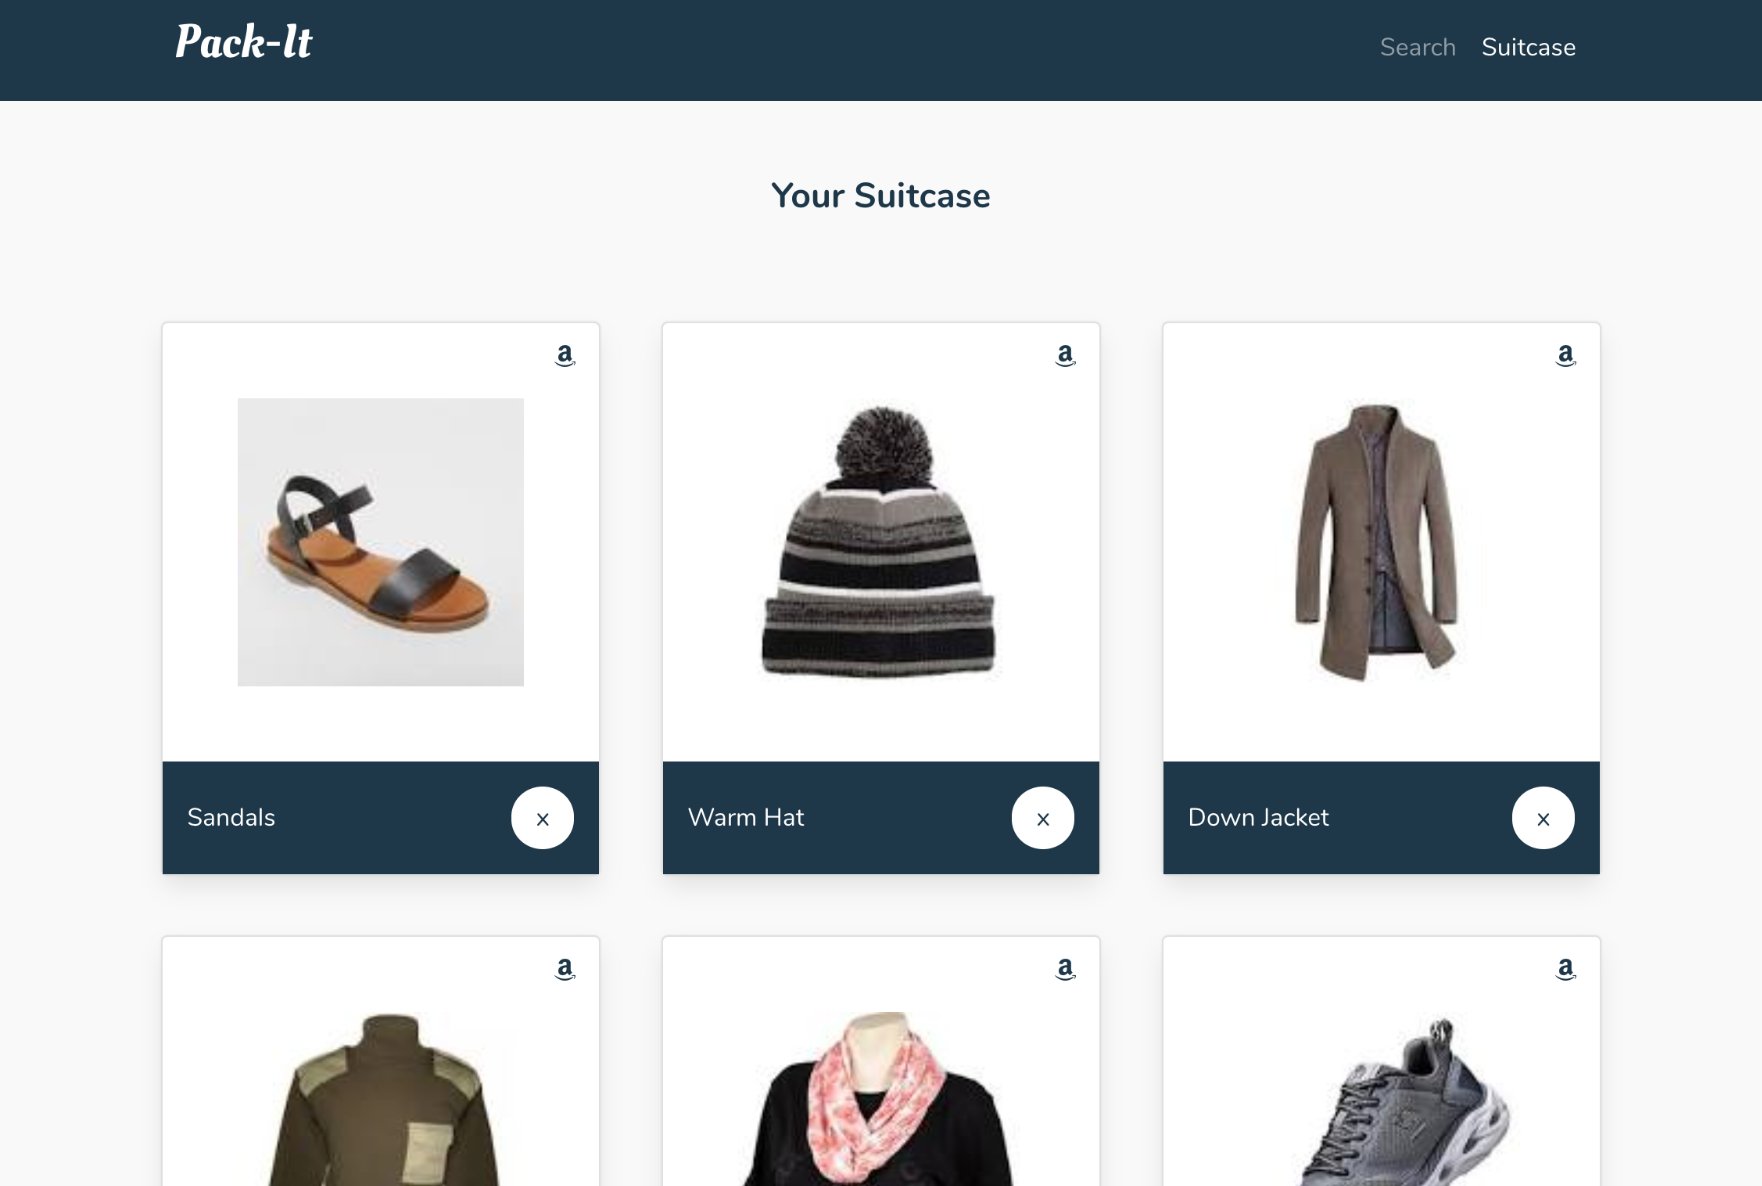 Pack-It
Search Suitcase
Your Suitcase
a
a
a
Sandals x
Warm Hat x
Down Jacket x
a
a
a